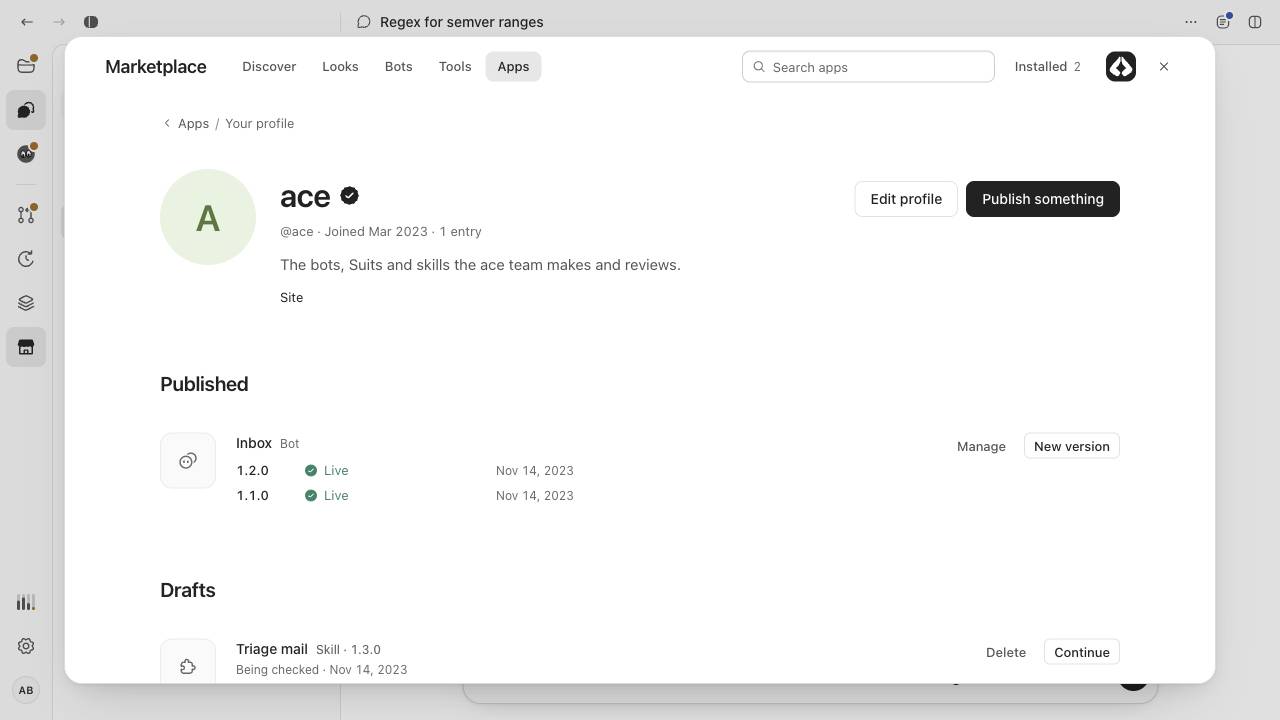 Regex for semver ranges
Marketplace
Discover
Looks
Bots
Tools
Apps
Search apps
Installed 2
Apps / Your profile
A
ace
Edit profile
Publish something
@ace · Joined Mar 2023 · 1 entry
The bots, Suits and skills the ace team makes and reviews.
Site
Published
Inbox Bot
Manage
New version
1.2.0 Live Nov 14, 2023
1.1.0 Live Nov 14, 2023
Drafts
Triage mail Skill · 1.3.0
Delete
Continue
Being checked · Nov 14, 2023
AB